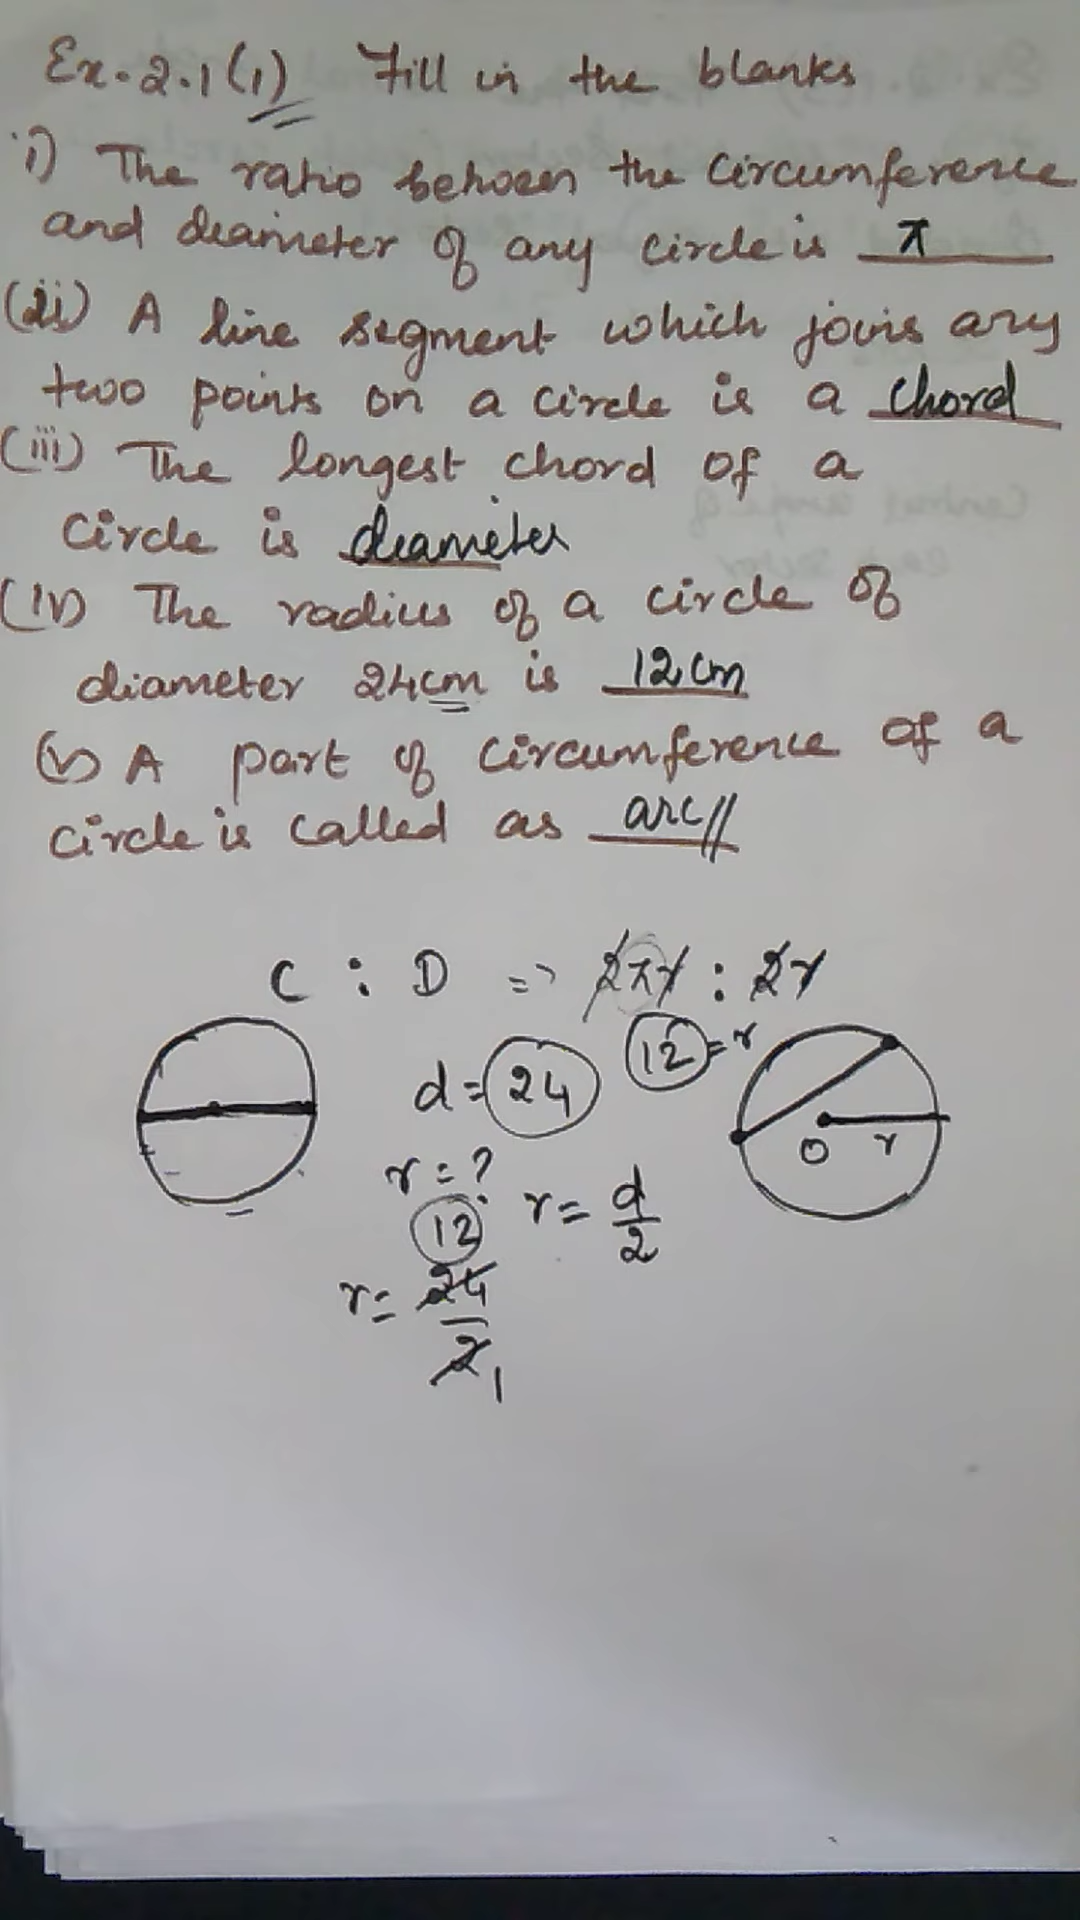 Ex.2.1(1) Fill in the blanks
i) The ratio between the circumference
and diameter of any circle is π
(ii) A line segment which joins any
two points on a circle is a chord
(iii) The longest chord of a
circle is diameter
(iv) The radius of a circle of
diameter 24cm is 12cm
(v) A part of circumference of a
circle is called as arc//
C : D => 2πr : 2r
12 = r
d = 24
O r
r = ?
12 r = d/2
r = 24/2 1